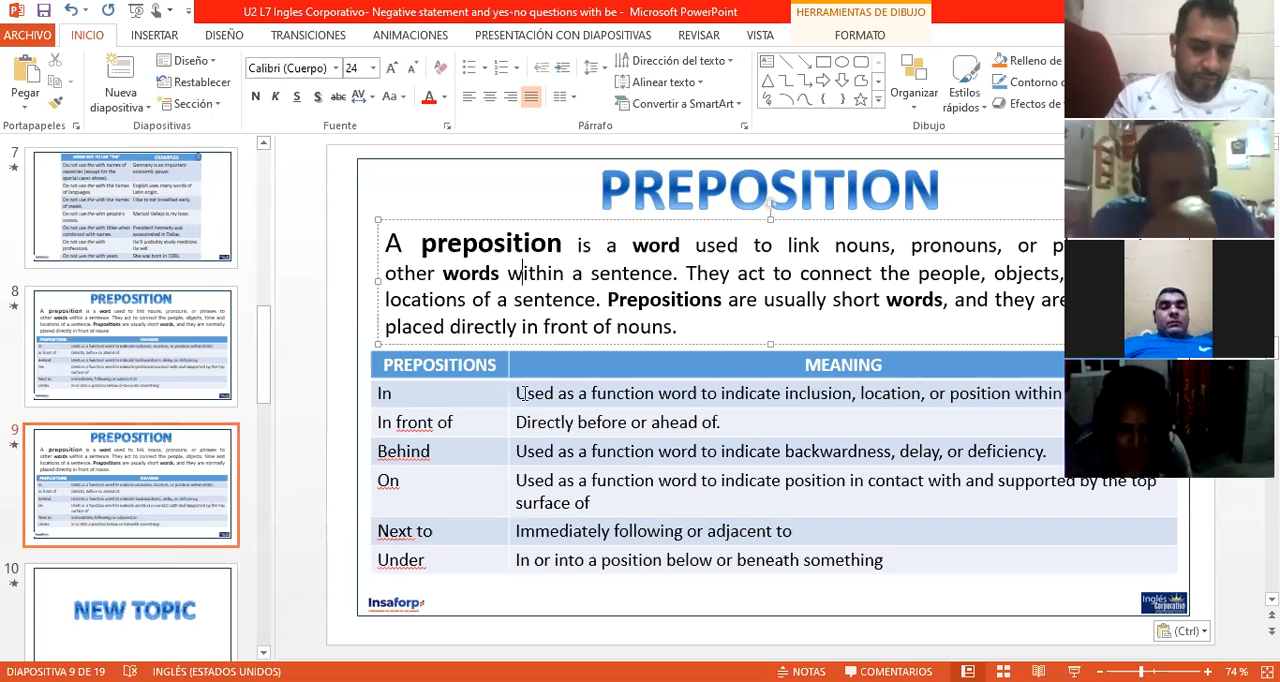 U2 L7 Ingles Corporativo- Negative statement and yes-no questions with be - Microsoft PowerPoint
HERRAMIENTAS DE DIBUJO
ARCHIVO INICIO INSERTAR DISEÑO TRANSICIONES ANIMACIONES PRESENTACIÓN CON DIAPOSITIVAS REVISAR VISTA FORMATO
Pegar
Nueva
diapositiva
Diseño
Restablecer
Sección
Calibri (Cuerpo) 24
N K S S abc AV Aa A
Dirección del texto
Alinear texto
Convertir a SmartArt
Organizar
Estilos
rápidos
Relleno de
Contorno
Efectos de
Portapapeles Diapositivas Fuente Párrafo Dibujo
7
8
PREPOSITION
9
PREPOSITION
10
NEW TOPIC
PREPOSITION
A preposition is a word used to link nouns, pronouns, or
other words within a sentence. They act to connect the people, objects,
locations of a sentence. Prepositions are usually short words, and they are
placed directly in front of nouns.
PREPOSITIONS MEANING
In Used as a function word to indicate inclusion, location, or position within
In front of Directly before or ahead of.
Behind Used as a function word to indicate backwardness, delay, or deficiency.
On Used as a function word to indicate position in contact with and supported by the top
surface of
Next to Immediately following or adjacent to
Under In or into a position below or beneath something
Insaforp
Inglés
Corporativo
(Ctrl)
DIAPOSITIVA 9 DE 19 INGLÉS (ESTADOS UNIDOS) NOTAS COMENTARIOS 74 %